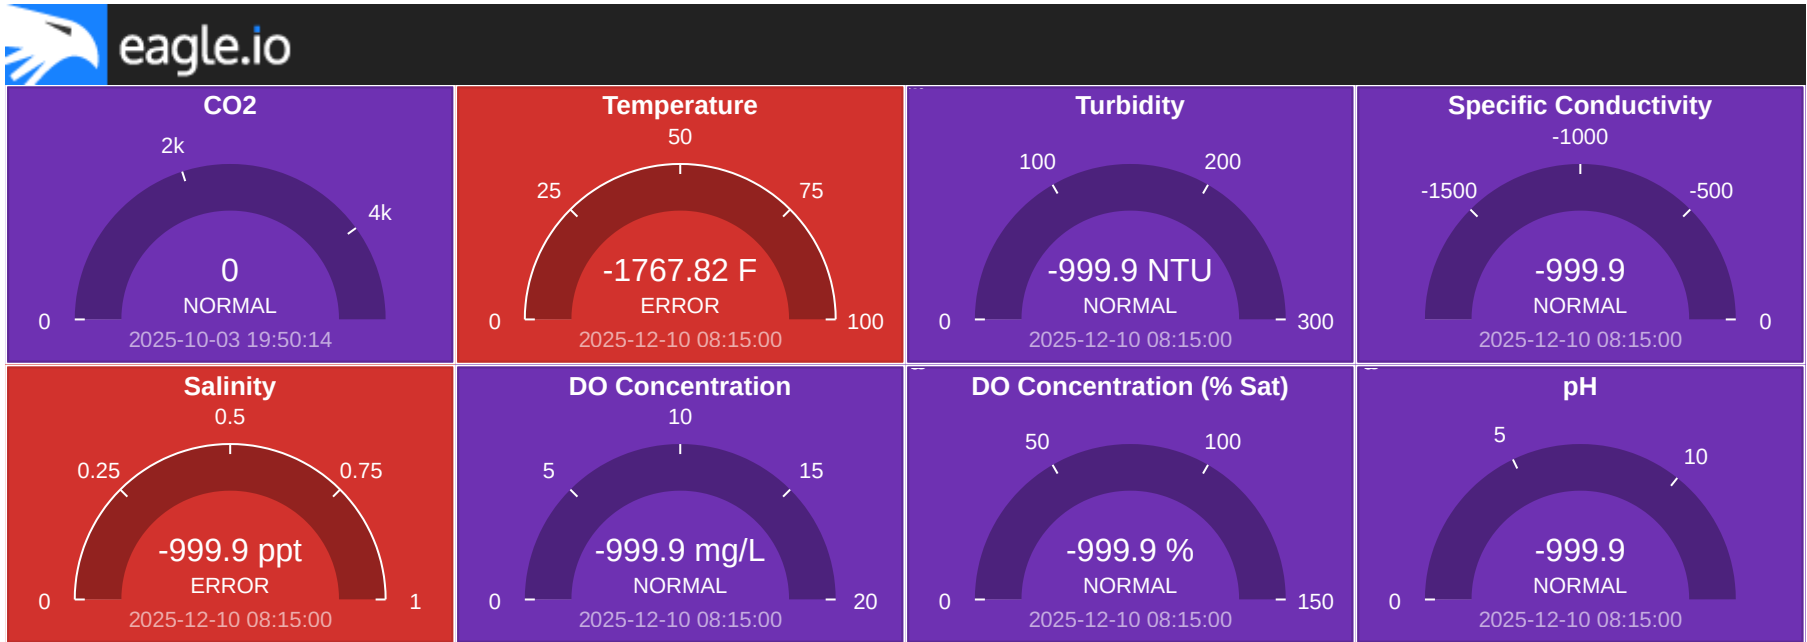 eagle.io
CO2
2k
4k
0
NORMAL
0
2025-10-03 19:50:14
Temperature
50
25
75
-1767.82 F
ERROR
0
100
2025-12-10 08:15:00
Turbidity
100
200
-999.9 NTU
NORMAL
0
300
2025-12-10 08:15:00
Specific Conductivity
-1000
-1500
-500
-999.9
NORMAL
0
2025-12-10 08:15:00
Salinity
0.5
0.25
0.75
-999.9 ppt
ERROR
0
1
2025-12-10 08:15:00
DO Concentration
10
5
15
-999.9 mg/L
NORMAL
0
20
2025-12-10 08:15:00
DO Concentration (% Sat)
50
100
-999.9 %
NORMAL
0
150
2025-12-10 08:15:00
pH
5
10
-999.9
NORMAL
0
2025-12-10 08:15:00